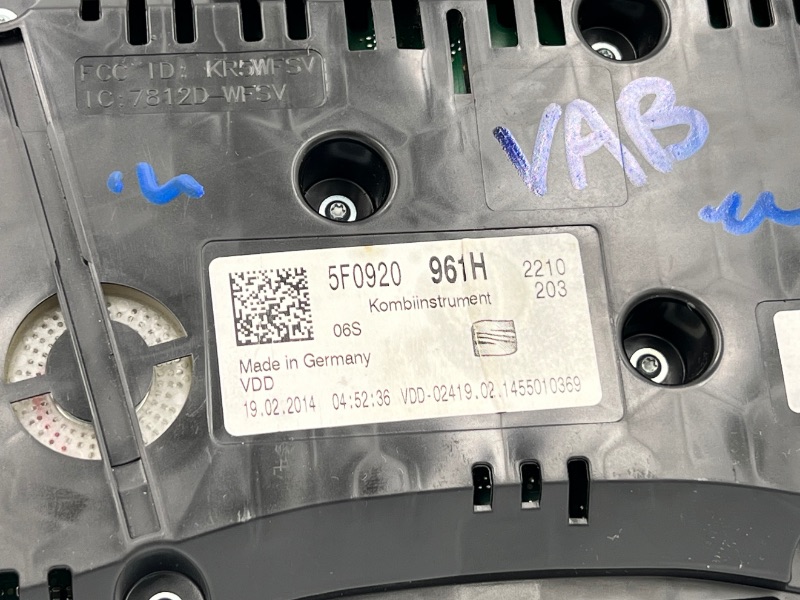 FCC ID: KR5WFSV
IC:7812D-WFSV
VAB
5F0920 961H 2210
203
Kombiinstrument
06S
Made in Germany
VDD
19.02.2014 04:52:36 VDD-02419.02.1455010369